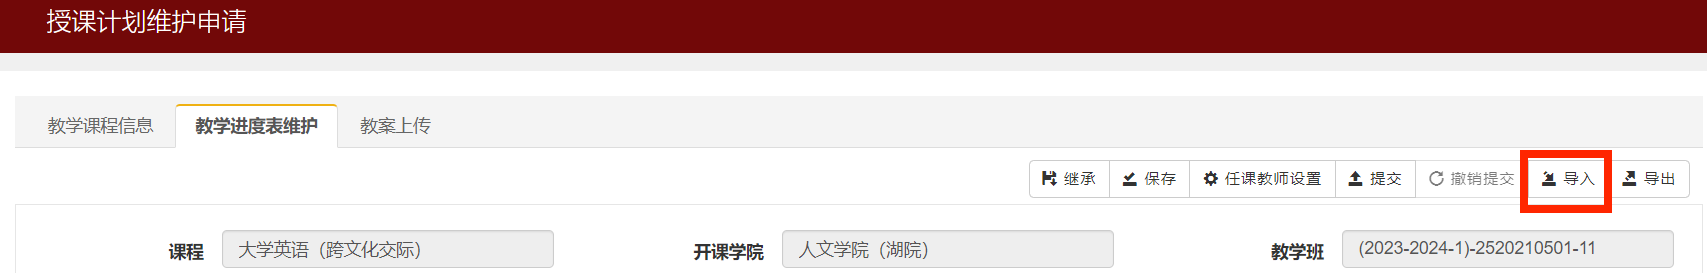 授课计划维护申请
教学课程信息 教学进度表维护 教案上传
继承 保存 任课教师设置 提交 撤销提交 导入 导出
课程 大学英语（跨文化交际） 开课学院 人文学院（湖院） 教学班 (2023-2024-1)-2520210501-11